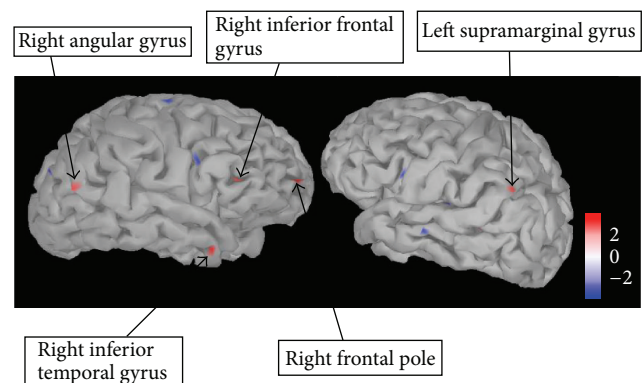 Right angular gyrus
Right inferior frontal
gyrus
Left supramarginal gyrus
2
0
−2
Right inferior
temporal gyrus
Right frontal pole